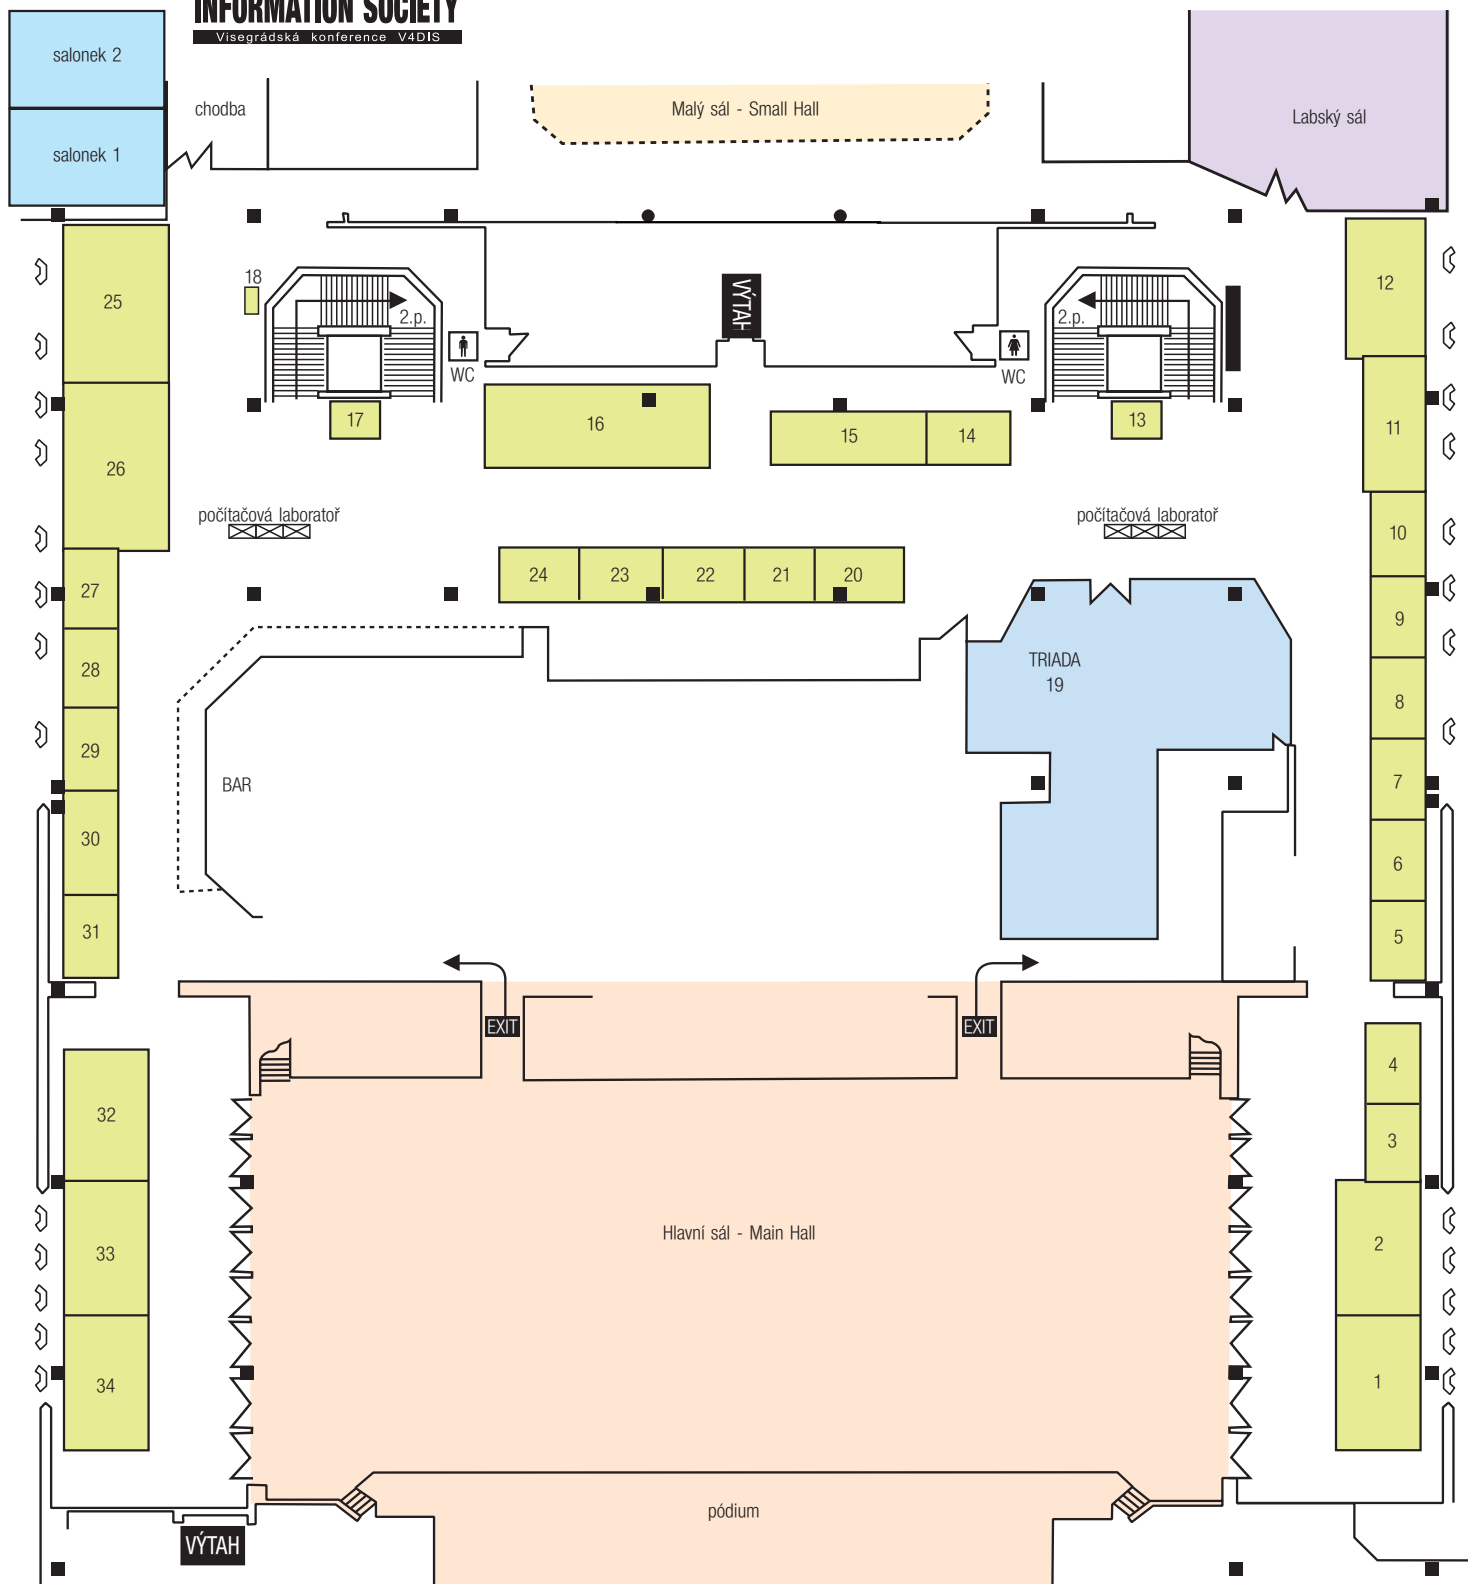 INFORMATION SOCIETY
Visegrádská konference V4DIS
salonek 2
chodba
Malý sál - Small Hall
Labský sál
salonek 1
18
25
VÝTAH
12
2.p.
2.p.
WC
WC
17
16
15
14
13
11
26
počítačová laboratoř
počítačová laboratoř
10
24
23
22
21
20
27
9
TRIADA
19
28
8
29
BAR
7
30
6
31
5
EXIT
EXIT
4
32
3
Hlavní sál - Main Hall
33
2
34
1
pódium
VÝTAH